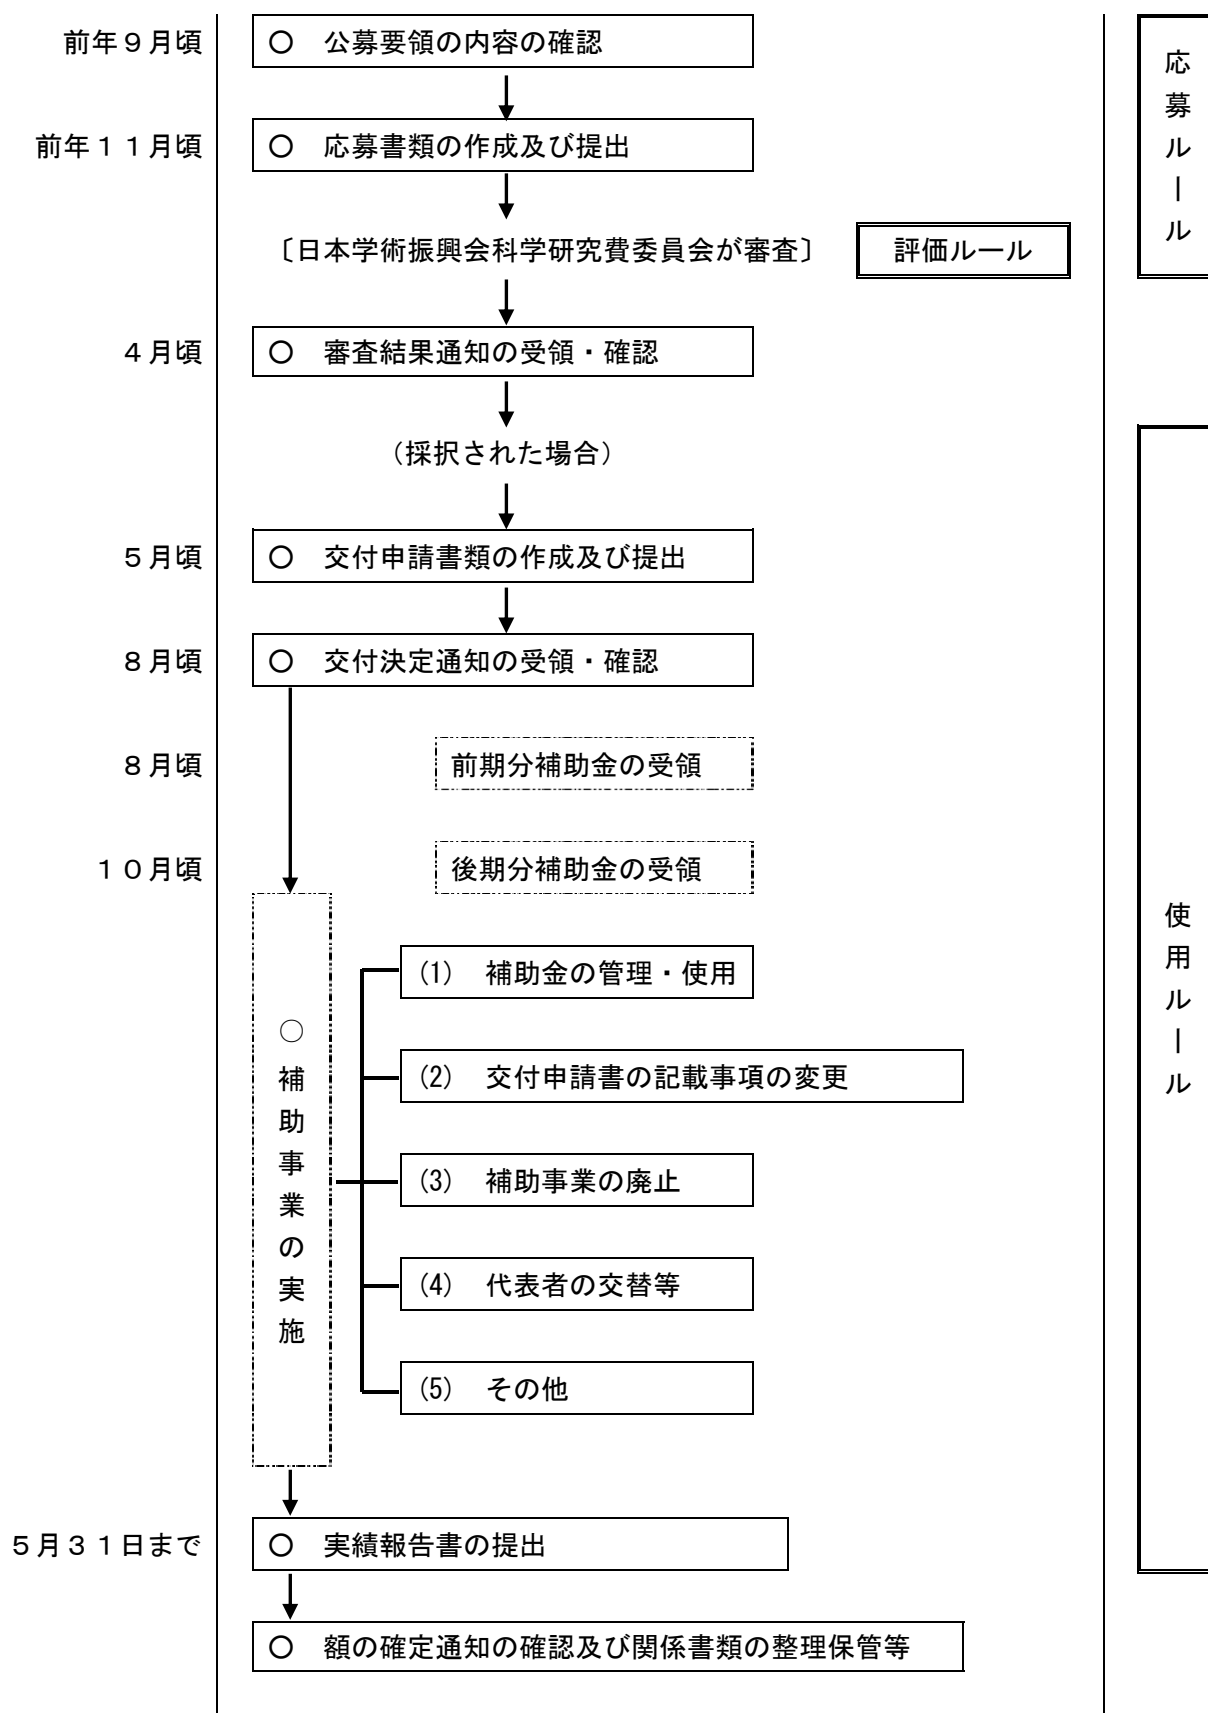 前年９月頃
○　公募要領の内容の確認
前年１１月頃
○　応募書類の作成及び提出
〔日本学術振興会科学研究費委員会が審査〕
評価ルール
応募ルール
４月頃
○　審査結果通知の受領・確認
（採択された場合）
５月頃
○　交付申請書類の作成及び提出
８月頃
○　交付決定通知の受領・確認
８月頃
前期分補助金の受領
１０月頃
後期分補助金の受領
○補助事業の実施
(1)　補助金の管理・使用
(2)　交付申請書の記載事項の変更
(3)　補助事業の廃止
(4)　代表者の交替等
(5)　その他
使用ルール
５月３１日まで
○　実績報告書の提出
○　額の確定通知の確認及び関係書類の整理保管等